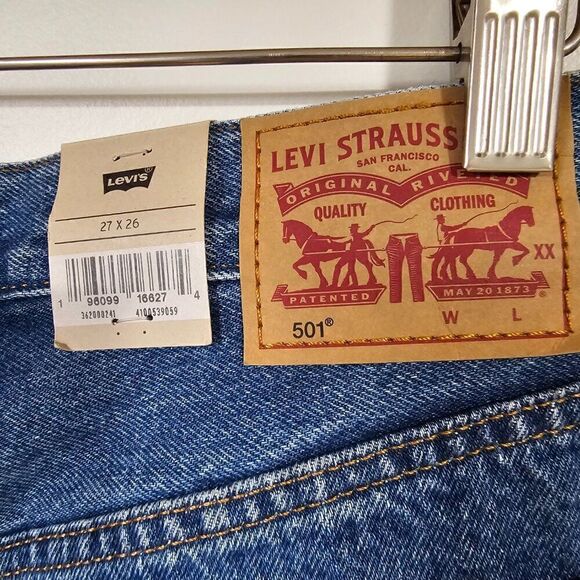 Levi's
27 X 26
1 96099 16627 4
362000241 4100539059
LEVI STRAUSS
SAN FRANCISCO
CAL.
ORIGINAL RIVETED
QUALITY CLOTHING
XX
PATENTED MAY 20 1873 ®
501® W L